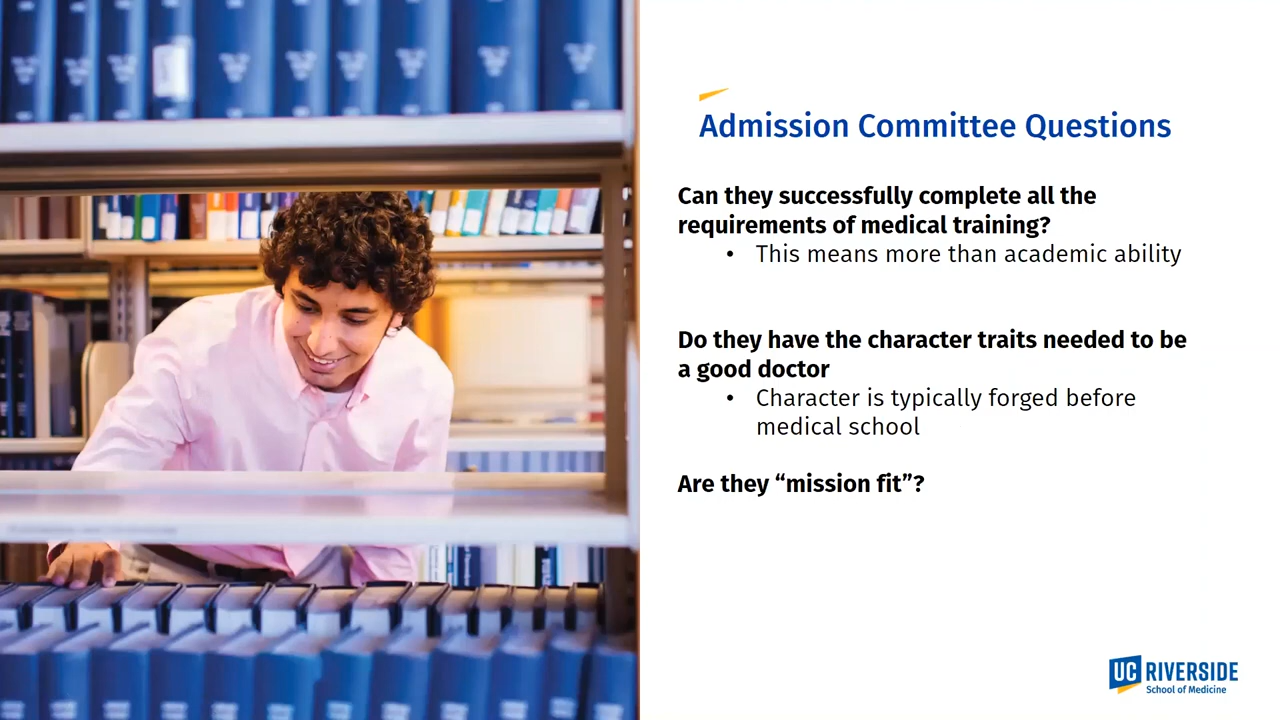 Admission Committee Questions
Can they successfully complete all the
requirements of medical training?
• This means more than academic ability
Do they have the character traits needed to be
a good doctor
• Character is typically forged before
medical school
Are they “mission fit”?
UC RIVERSIDE
School of Medicine